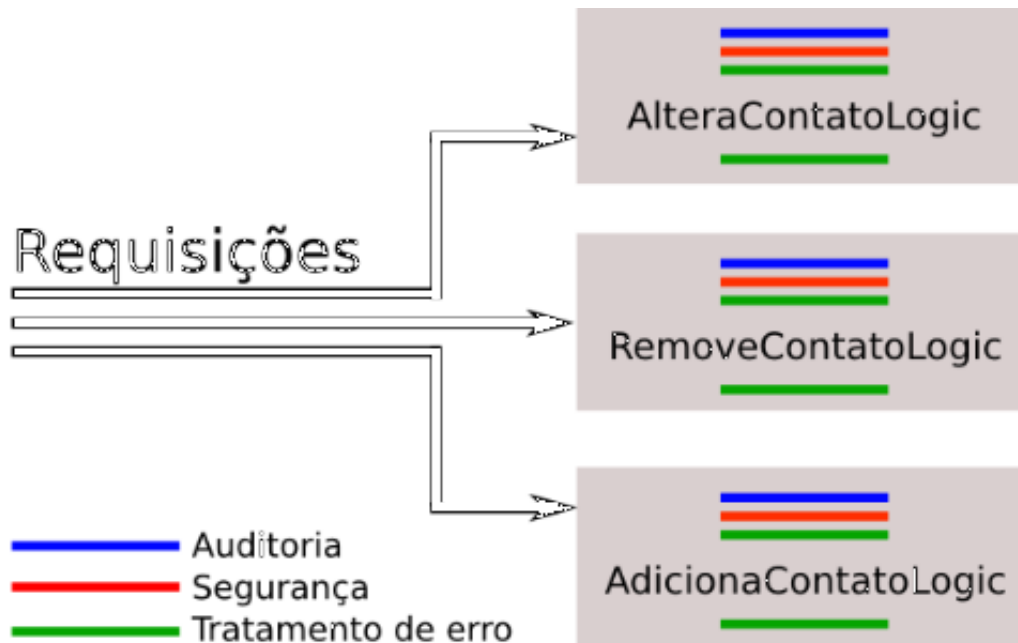 AlteraContatoLogic
Requisições
RemoveContatoLogic
AdicionaContatoLogic
Auditoria
Segurança
Tratamento de erro